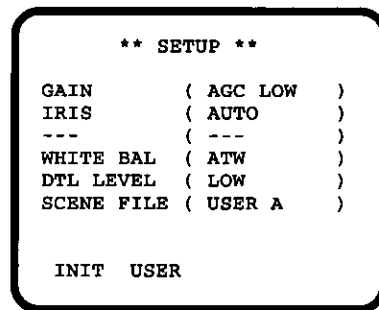 ** SETUP **
GAIN ( AGC LOW )
IRIS ( AUTO )
--- ( --- )
WHITE BAL ( ATW )
DTL LEVEL ( LOW )
SCENE FILE ( USER A )
INIT USER